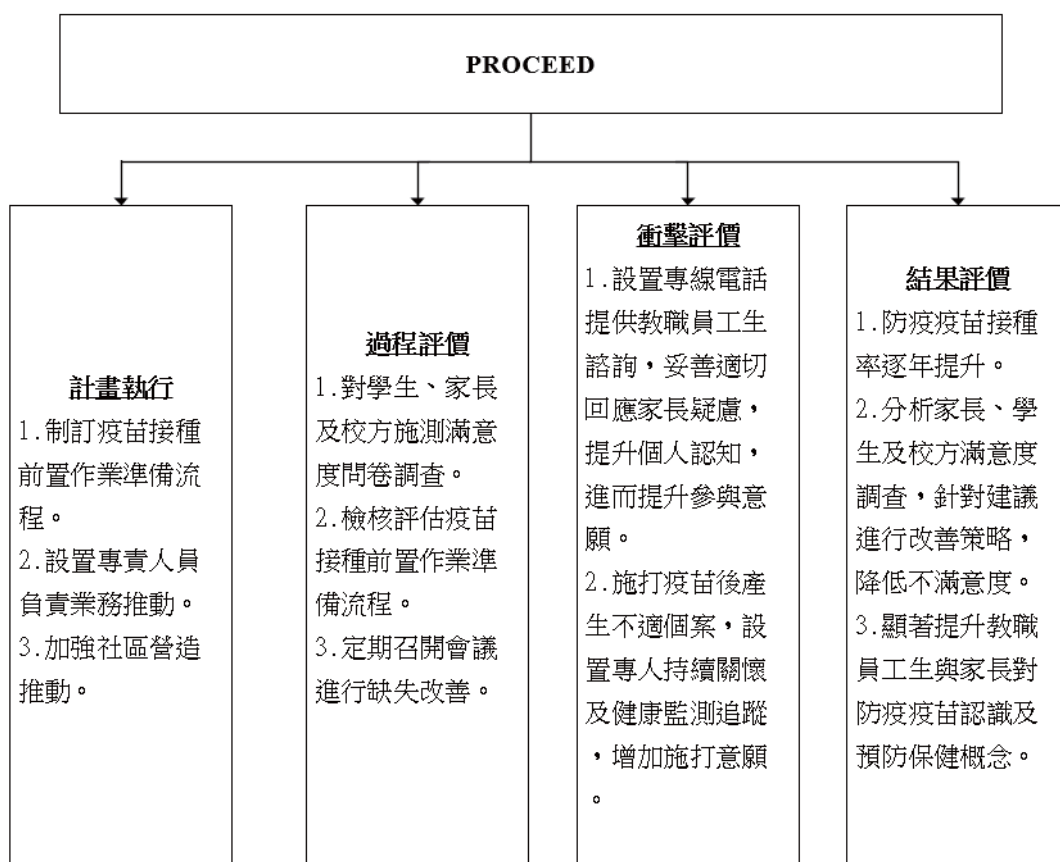 PROCEED
計畫執行
1.制訂疫苗接種
前置作業準備流
程。
2.設置專責人員
負責業務推動。
3.加強社區營造
推動。
過程評價
1.對學生、家長
及校方施測滿意
度問卷調查。
2.檢核評估疫苗
接種前置作業準
備流程。
3.定期召開會議
進行缺失改善。
衝擊評價
1.設置專線電話
提供教職員工生
諮詢，妥善適切
回應家長疑慮，
提升個人認知，
進而提升參與意
願。
2.施打疫苗後產
生不適個案，設
置專人持續關懷
及健康監測追蹤
，增加施打意願
。
結果評價
1.防疫疫苗接種
率逐年提升。
2.分析家長、學
生及校方滿意度
調查，針對建議
進行改善策略，
降低不滿意度。
3.顯著提升教職
員工生與家長對
防疫疫苗認識及
預防保健概念。